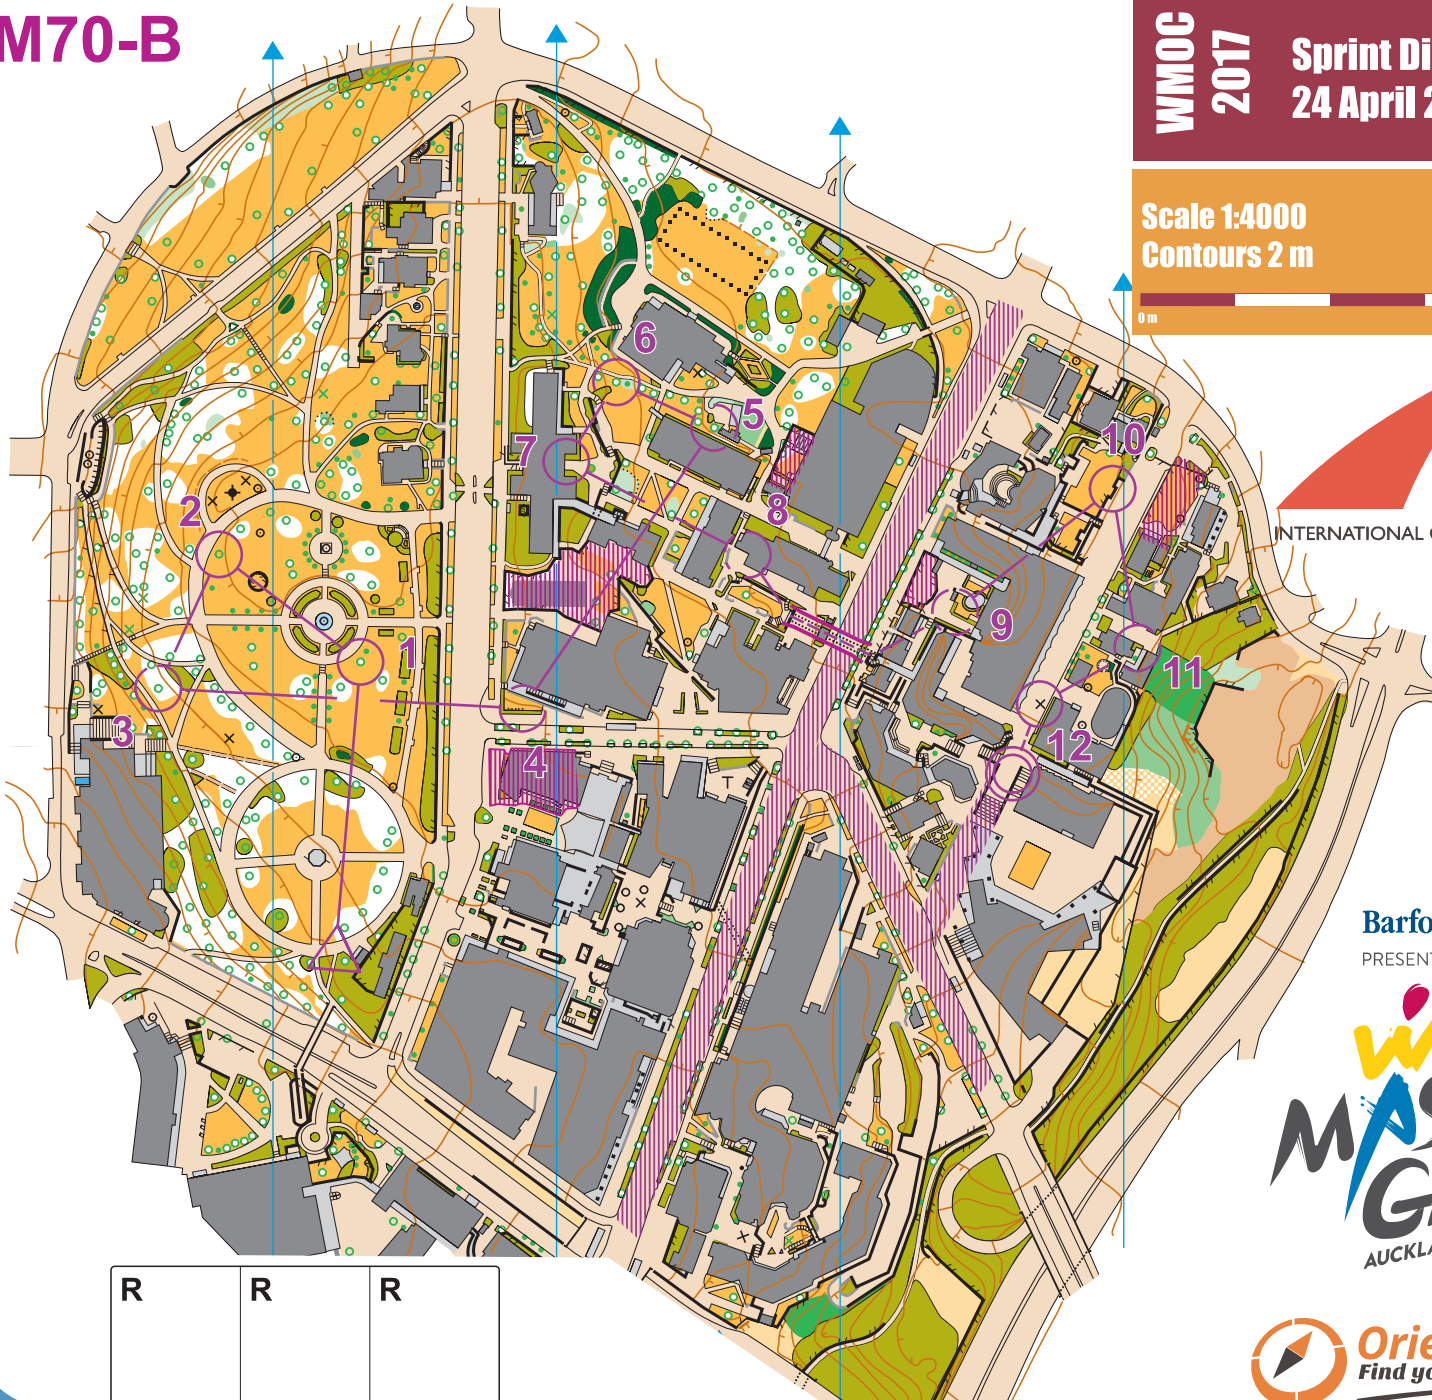 M70-B
WMOC
2017
Sprint Di
24 April 2
Scale 1:4000
Contours 2 m
0 m
INTERNATIONAL
6
5
7
10
2
8
9
1
11
3
12
4
Barfo
PRESENT
AUCKLA
Orie
Find yo
R R R